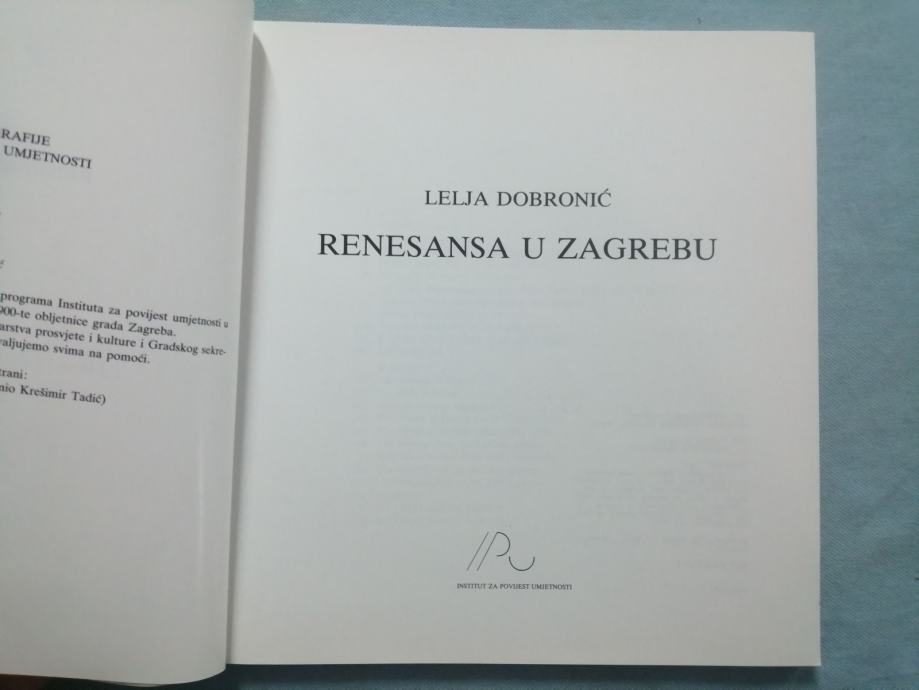 RAFIJE
UMJETNOSTI
programa Instituta za povijest umjetnosti u
900-te obljetnice grada Zagreba.
arstva prosvjete i kulture i Gradskog sekre-
valjujemo svima na pomoći.
trani:
nio Krešimir Tadić)
LELJA DOBRONIĆ
RENESANSA U ZAGREBU
IPU
INSTITUT ZA POVIJEST UMJETNOSTI